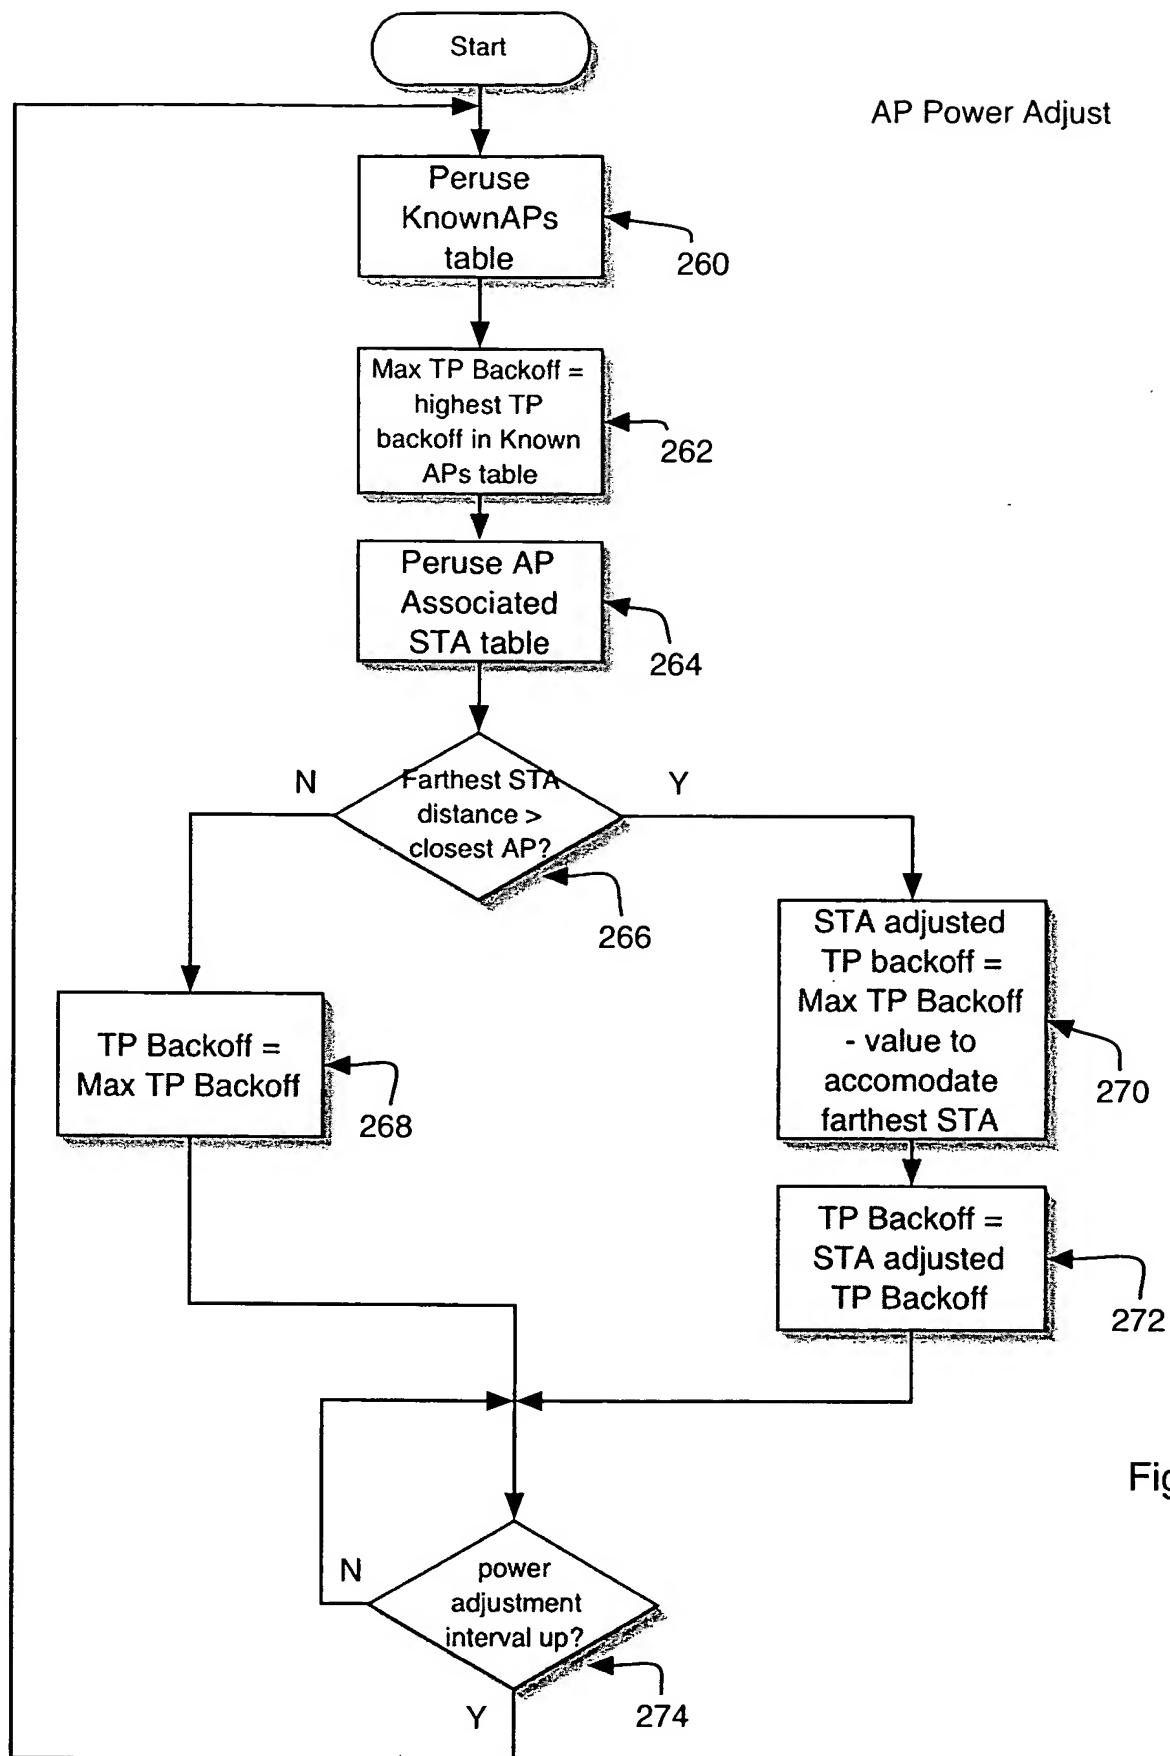 Start
AP Power Adjust
Peruse
KnownAPs
table
260
Max TP Backoff =
highest TP
backoff in Known
APs table
262
Peruse AP
Associated
STA table
264
N
Farthest STA
distance >
closest AP?
Y
266
STA adjusted
TP backoff =
Max TP Backoff
- value to
accomodate
farthest STA
270
TP Backoff =
Max TP Backoff
268
TP Backoff =
STA adjusted
TP Backoff
272
N
power
adjustment
interval up?
274
Y